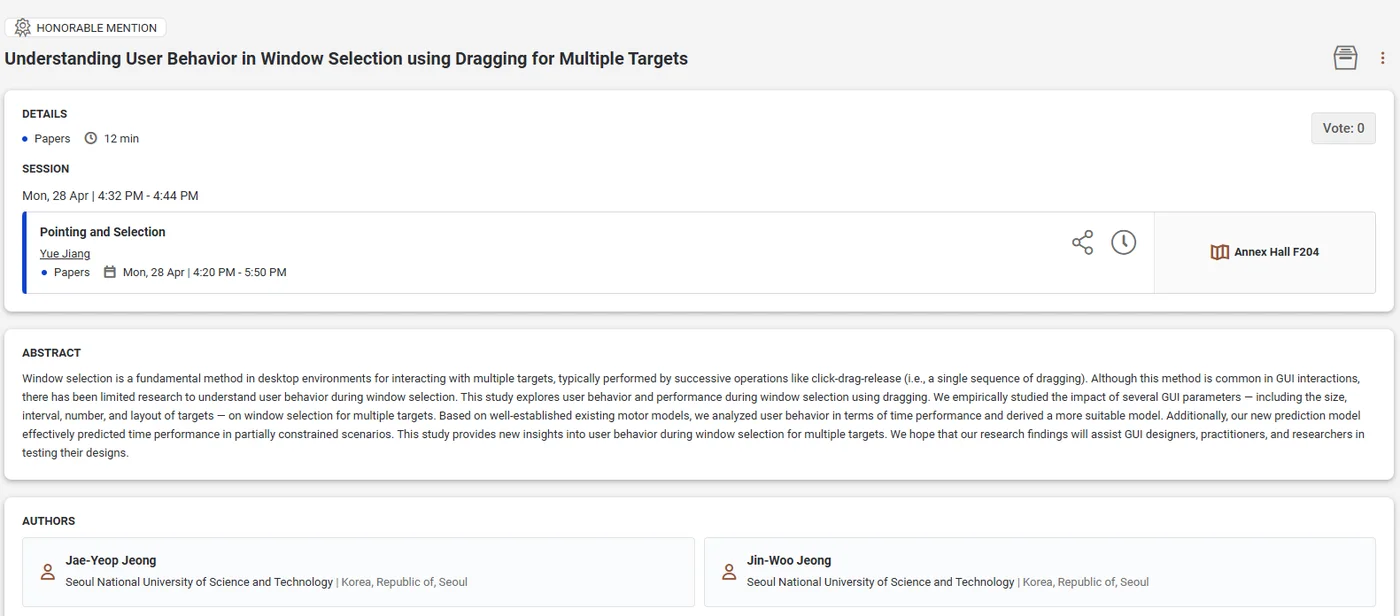 HONORABLE MENTION
Understanding User Behavior in Window Selection using Dragging for Multiple Targets
DETAILS
Papers 12 min
Vote: 0
SESSION
Mon, 28 Apr | 4:32 PM - 4:44 PM
Pointing and Selection
Yue Jiang
Papers Mon, 28 Apr | 4:20 PM - 5:50 PM
Annex Hall F204
ABSTRACT
Window selection is a fundamental method in desktop environments for interacting with multiple targets, typically performed by successive operations like click-drag-release (i.e., a single sequence of dragging). Although this method is common in GUI interactions,
there has been limited research to understand user behavior during window selection. This study explores user behavior and performance during window selection using dragging. We empirically studied the impact of several GUI parameters — including the size,
interval, number, and layout of targets — on window selection for multiple targets. Based on well-established existing motor models, we analyzed user behavior in terms of time performance and derived a more suitable model. Additionally, our new prediction model
effectively predicted time performance in partially constrained scenarios. This study provides new insights into user behavior during window selection for multiple targets. We hope that our research findings will assist GUI designers, practitioners, and researchers in
testing their designs.
AUTHORS
Jae-Yeop Jeong
Seoul National University of Science and Technology | Korea, Republic of, Seoul
Jin-Woo Jeong
Seoul National University of Science and Technology | Korea, Republic of, Seoul